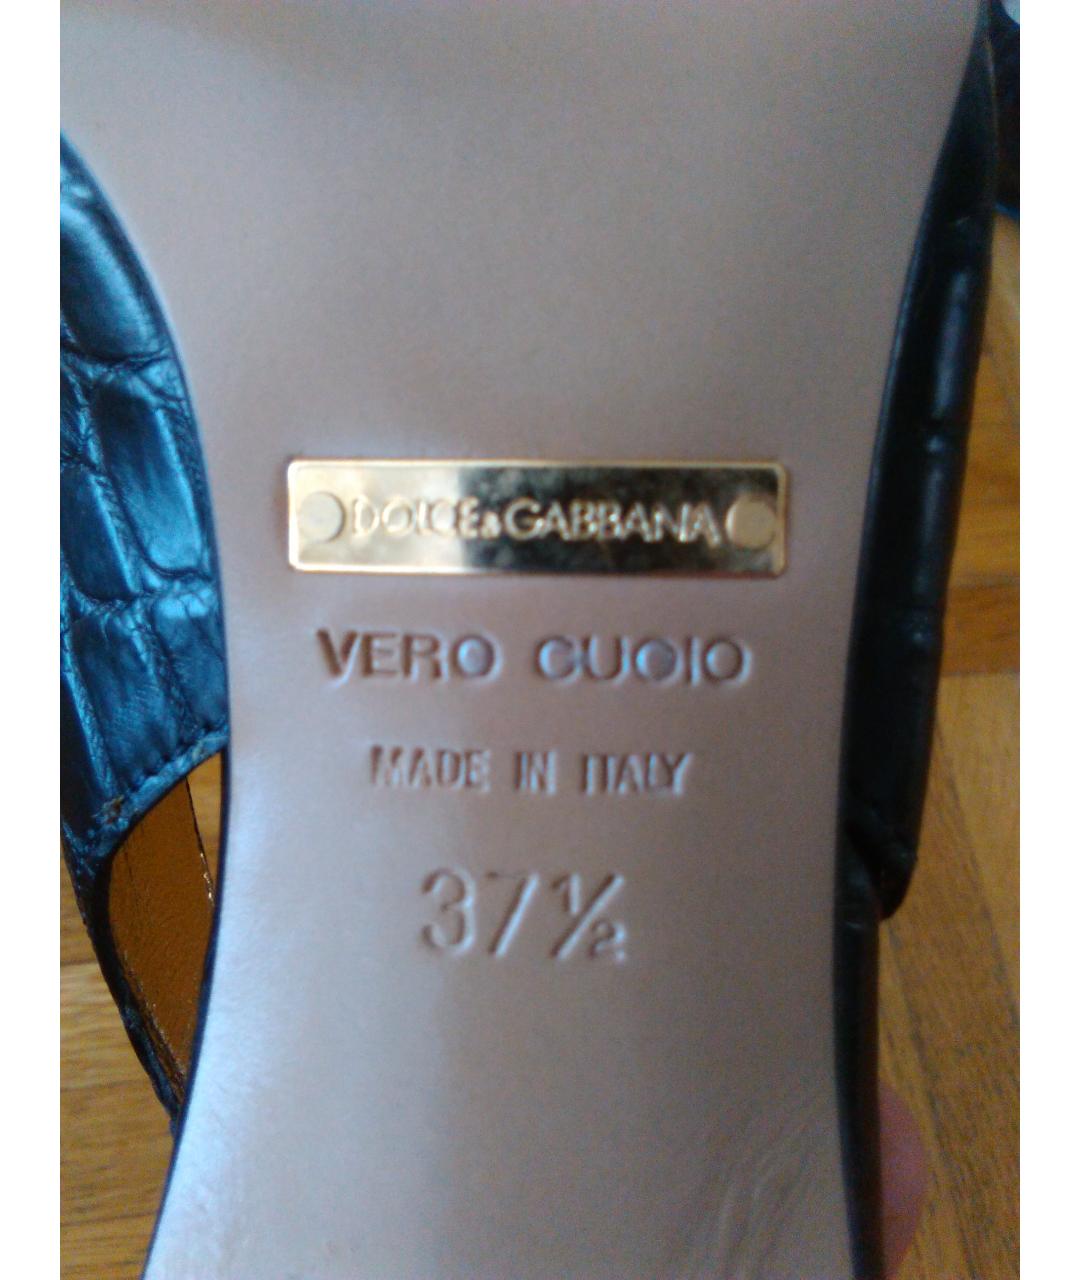 DOLCE&GABBANA
VERO CUOIO
MADE IN ITALY
37½